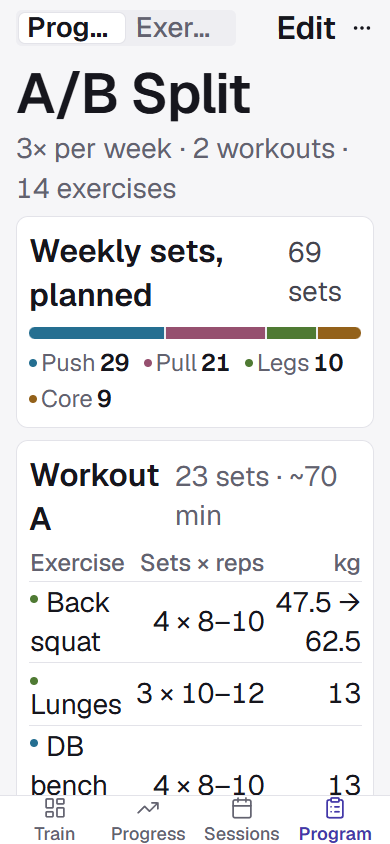 Prog... Exer... Edit ···
A/B Split
3× per week · 2 workouts ·
14 exercises
Weekly sets, 69
planned sets
Push 29 Pull 21 Legs 10
Core 9
Workout 23 sets · ~70
A min
Exercise Sets × reps kg
Back 47.5 →
squat 4 × 8–10 62.5
Lunges 3 × 10–12 13
DB
bench 4 × 8–10 13
Train Progress Sessions Program